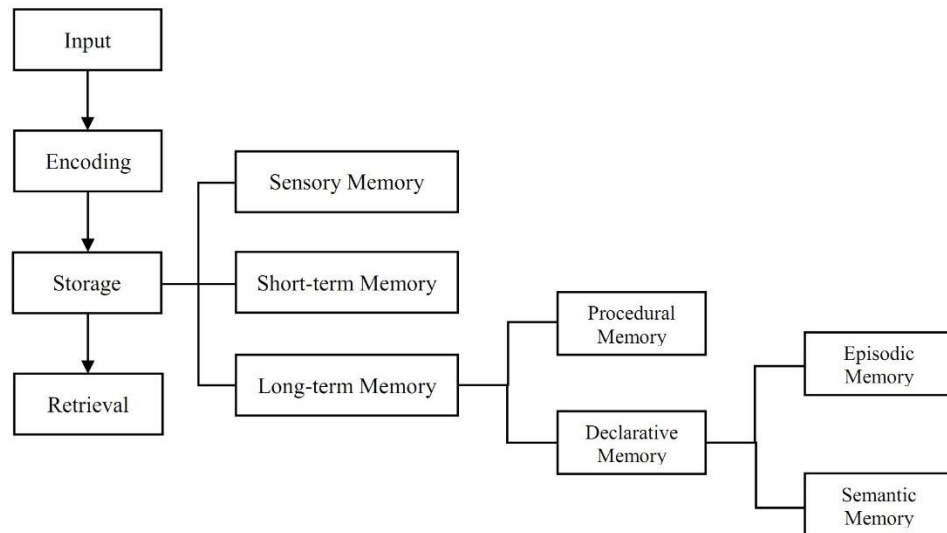 Input
Encoding
Storage
Retrieval
Sensory Memory
Short-term Memory
Long-term Memory
Procedural
Memory
Declarative
Memory
Episodic
Memory
Semantic
Memory